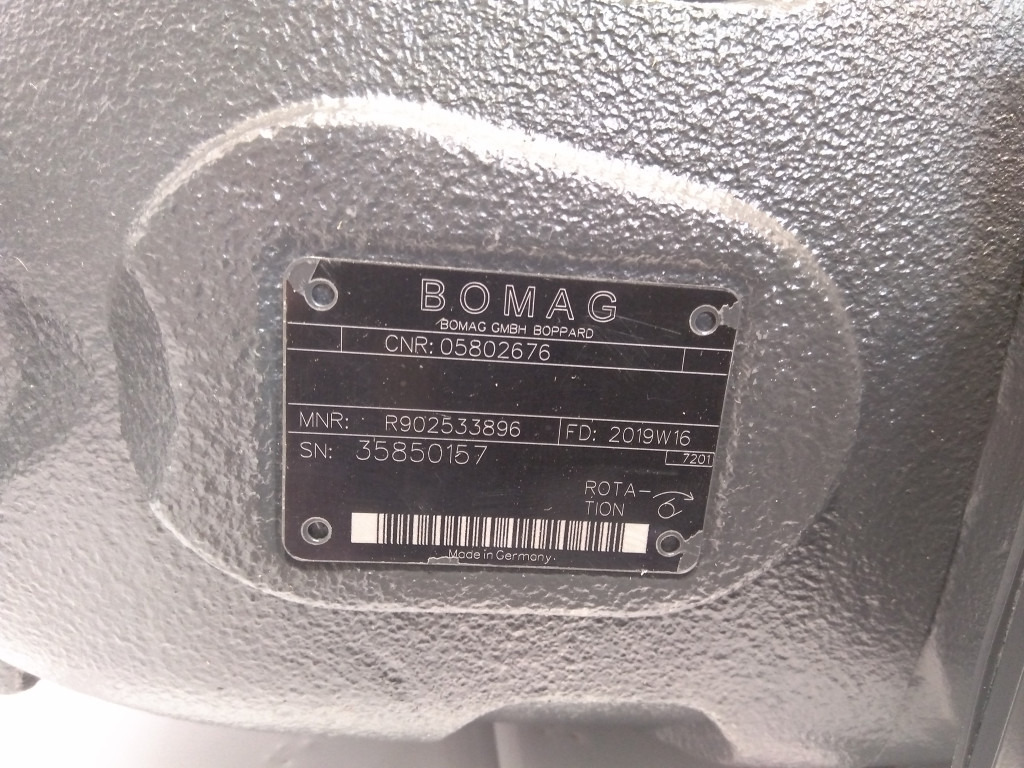 BOMAG
BOMAG GMBH BOPPARD
CNR: 05802676
MNR: R902533896 FD: 2019W16
SN: 35850157
7201
ROTA-
TION
Made in Germany.